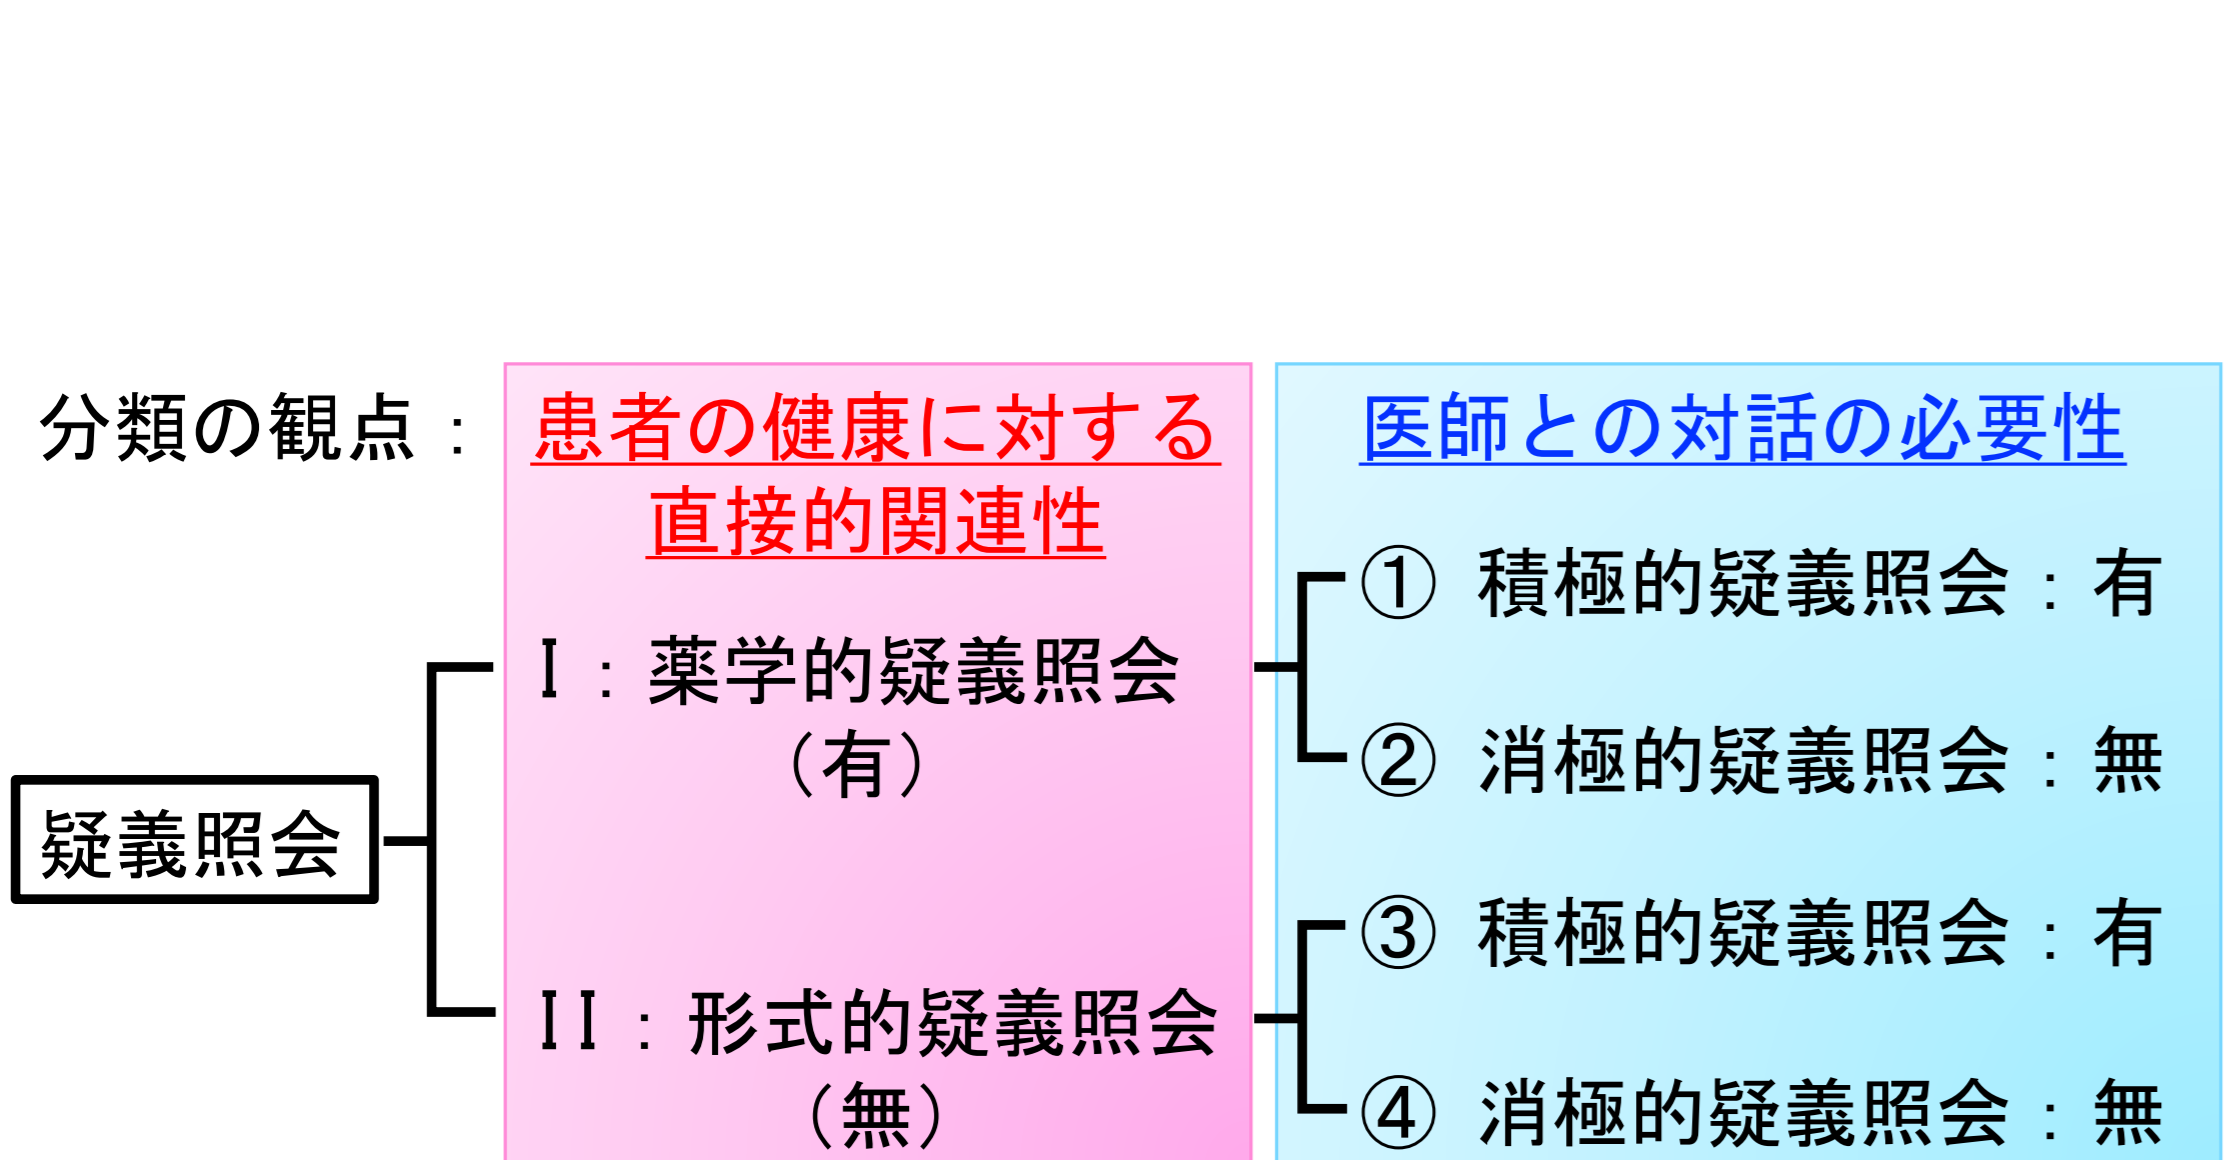 分類の観点：
患者の健康に対する
直接的関連性
医師との対話の必要性
疑義照会
I：薬学的疑義照会
（有）
① 積極的疑義照会：有
② 消極的疑義照会：無
II：形式的疑義照会
（無）
③ 積極的疑義照会：有
④ 消極的疑義照会：無